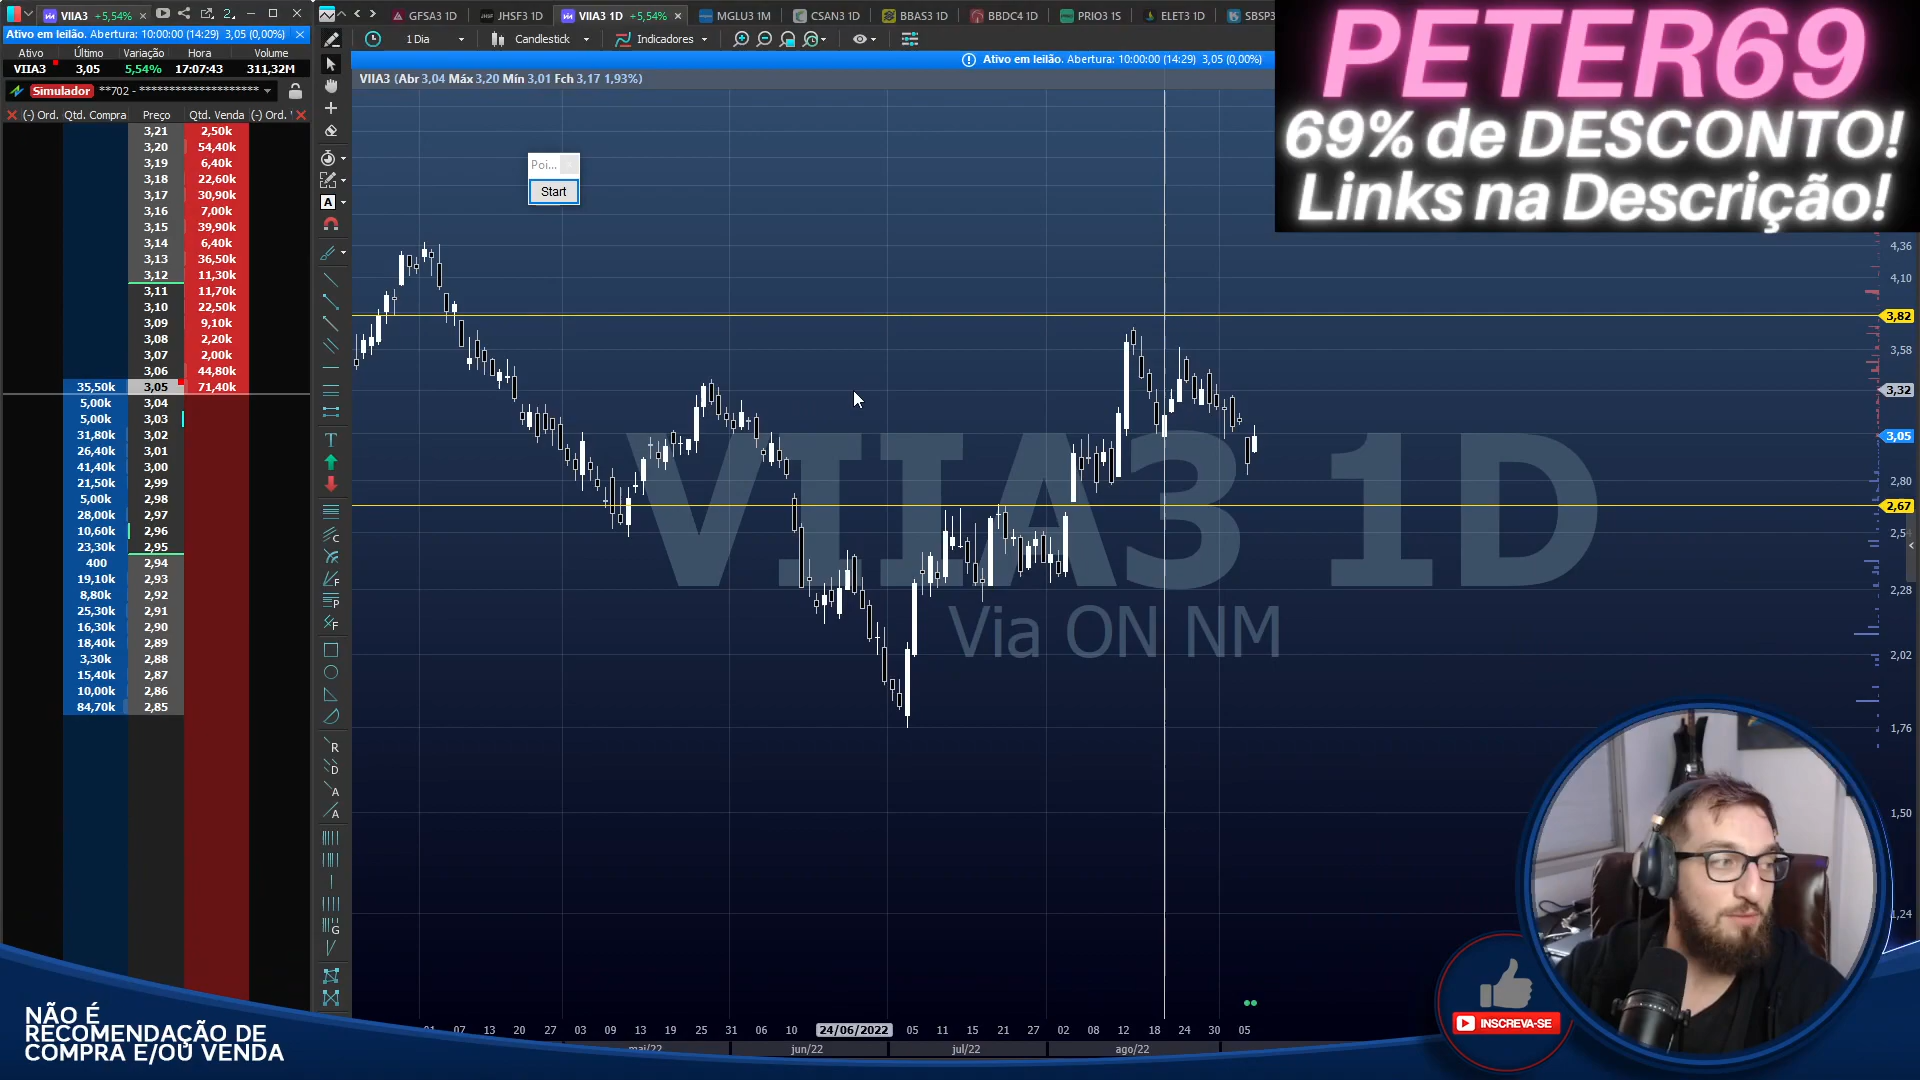 VIIA3 +5,54%
2
Ativo em leilão. Abertura: 10:00:00 (14:29) 3,05 (0,00%)
Ativo Último Variação Hora Volume
VIIA3 3,05 5,54% 17:07:43 311,32M
Simulador **702 - ********************
(-) Ord. Qtd. Compra Preço Qtd. Venda (-) Ord.
3,21 2,50k
3,20 54,40k
3,19 6,40k
3,18 22,60k
3,17 30,90k
3,16 7,00k
3,15 39,90k
3,14 6,40k
3,13 36,50k
3,12 11,30k
3,11 11,70k
3,10 22,50k
3,09 9,10k
3,08 2,20k
3,07 2,00k
3,06 44,80k
35,50k 3,05 71,40k
5,00k 3,04
5,00k 3,03
31,80k 3,02
26,40k 3,01
41,40k 3,00
21,50k 2,99
5,00k 2,98
28,00k 2,97
10,60k 2,96
23,30k 2,95
400 2,94
19,10k 2,93
8,80k 2,92
25,30k 2,91
16,30k 2,90
18,40k 2,89
3,30k 2,88
15,40k 2,87
10,00k 2,86
84,70k 2,85
GFSA3 1D JHSF3 1D VIIA3 1D +5,54% MGLU3 1M CSAN3 1D BBAS3 1D BBDC4 1D PRIO3 1S ELET3 1D SBSP3
1 Dia Candlestick Indicadores
Ativo em leilão. Abertura: 10:00:00 (14:29) 3,05 (0,00%)
VIIA3 (Abr 3,04 Máx 3,20 Mín 3,01 Fch 3,17 1,93%)
Poi...
Start
PETER69
69% de DESCONTO!
Links na Descrição!
4,36
4,10
3,82
3,58
3,32
3,05
2,80
2,67
2,5
2,28
2,02
1,76
1,50
1,24
VIIA3 1D
Via ON NM
01 07 13 20 27 03 09 13 19 25 31 06 10 24/06/2022 05 11 15 21 27 02 08 12 18 24 30 05
mai/22 jun/22 jul/22 ago/22
NÃO É
RECOMENDAÇÃO DE
COMPRA E/OU VENDA
INSCREVA-SE